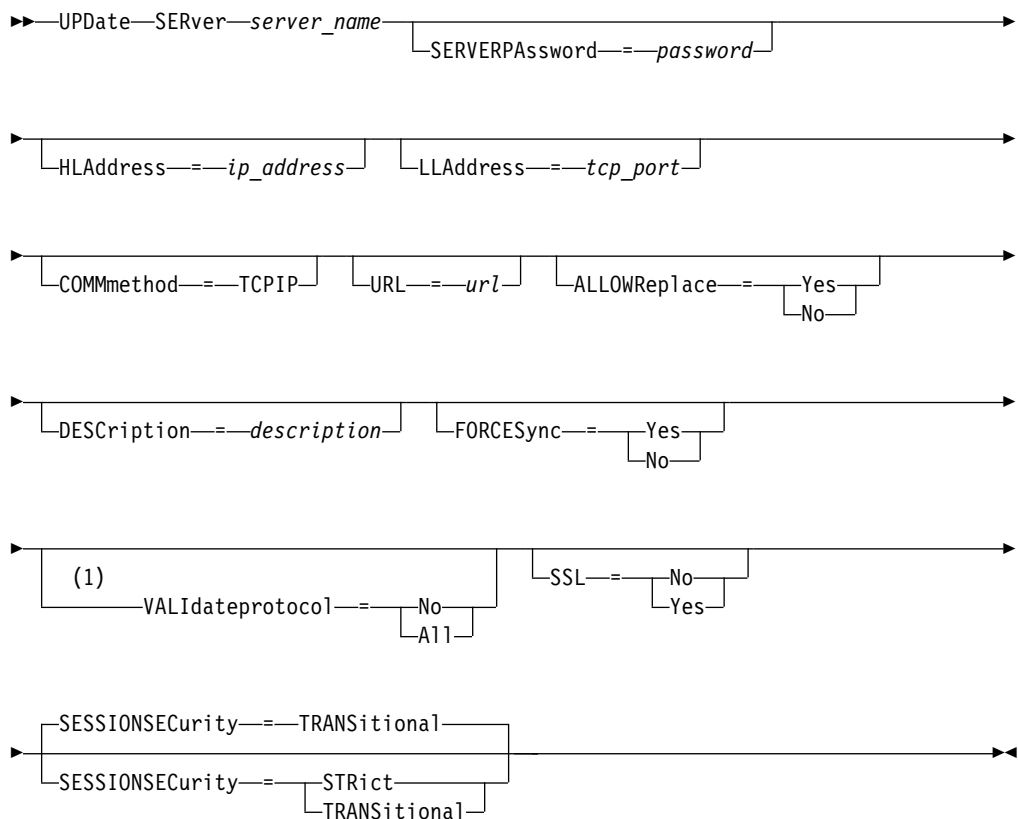 UPDate SERver server_name
SERVERPAssword = password
HLAddress = ip_address LLAddress = tcp_port
COMMmethod = TCPIP URL = url ALLOWReplace = Yes
No
DESCription = description FORCESync = Yes
No
(1)
VALIdateprotocol = No
All
SSL = No
Yes
SESSIONSECurity = TRANSitional
SESSIONSECurity = STRict
TRANSitional